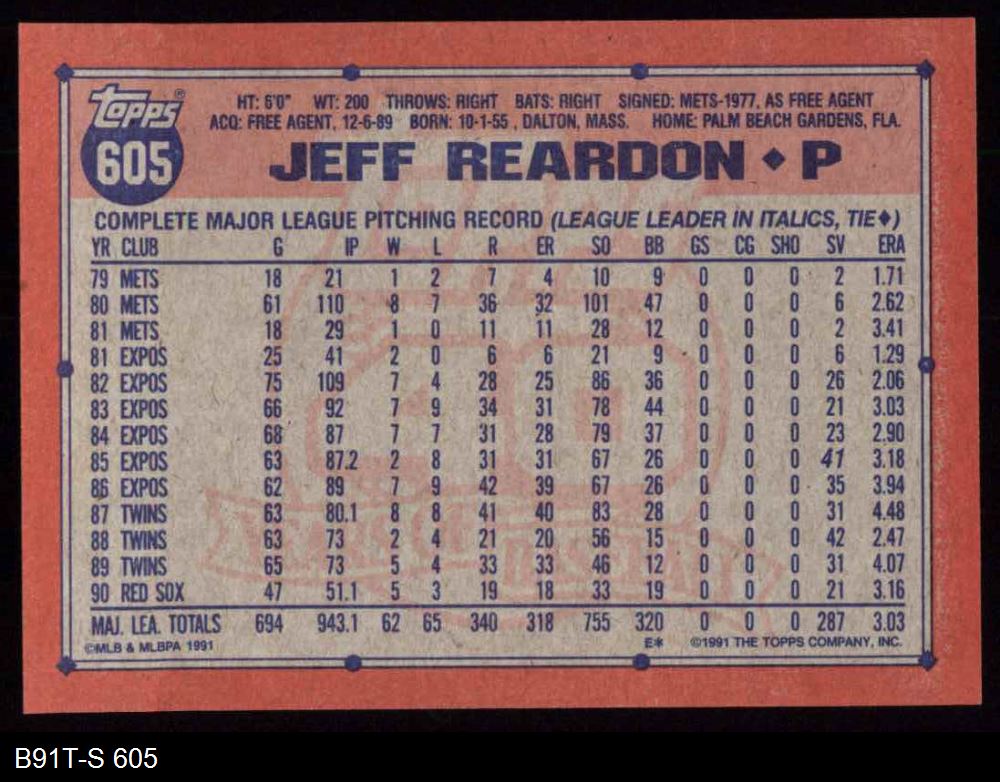 Topps®
605
HT: 6'0" WT: 200 THROWS: RIGHT BATS: RIGHT SIGNED: METS-1977, AS FREE AGENT
ACQ: FREE AGENT, 12-6-89 BORN: 10-1-55 , DALTON, MASS. HOME: PALM BEACH GARDENS, FLA.
JEFF REARDON ♦ P
COMPLETE MAJOR LEAGUE PITCHING RECORD (LEAGUE LEADER IN ITALICS, TIE♦)
YR CLUB G IP W L R ER SO BB GS CG SHO SV ERA
79 METS 18 21 1 2 7 4 10 9 0 0 0 2 1.71
80 METS 61 110 8 7 36 32 101 47 0 0 0 6 2.62
81 METS 18 29 1 0 11 11 28 12 0 0 0 2 3.41
81 EXPOS 25 41 2 0 6 6 21 9 0 0 0 6 1.29
82 EXPOS 75 109 7 4 28 25 86 36 0 0 0 26 2.06
83 EXPOS 66 92 7 9 34 31 78 44 0 0 0 21 3.03
84 EXPOS 68 87 7 7 31 28 79 37 0 0 0 23 2.90
85 EXPOS 63 87.2 2 8 31 31 67 26 0 0 0 41 3.18
86 EXPOS 62 89 7 9 42 39 67 26 0 0 0 35 3.94
87 TWINS 63 80.1 8 8 41 40 83 28 0 0 0 31 4.48
88 TWINS 63 73 2 4 21 20 56 15 0 0 0 42 2.47
89 TWINS 65 73 5 4 33 33 46 12 0 0 0 31 4.07
90 RED SOX 47 51.1 5 3 19 18 33 19 0 0 0 21 3.16
MAJ. LEA. TOTALS 694 943.1 62 65 340 318 755 320 0 0 0 287 3.03
©MLB & MLBPA 1991 E* ©1991 THE TOPPS COMPANY, INC.
40
YEARS OF BASEBALL
B91T-S 605